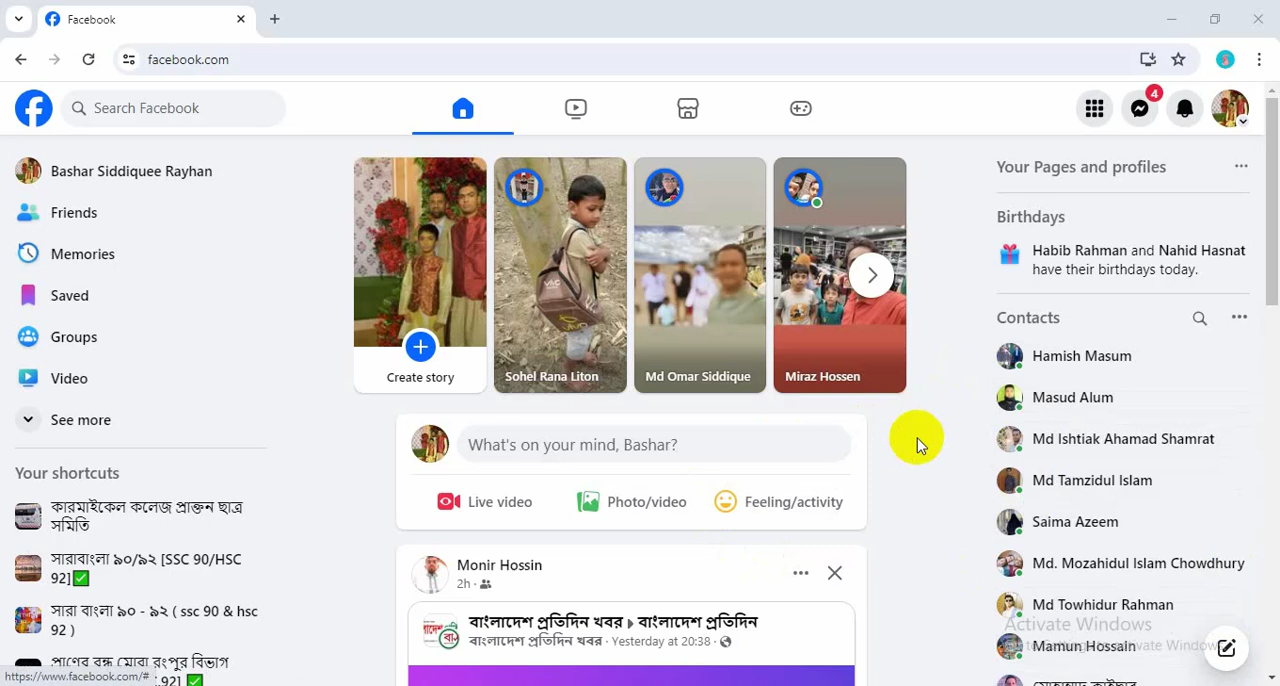 Facebook
facebook.com
Search Facebook
4
Bashar Siddiquee Rayhan
Friends
Memories
Saved
Groups
Video
See more
Your shortcuts
কারমাইকেল কলেজ প্রাক্তন ছাত্র
সমিতি
সারাবাংলা ৯০/৯২ [SSC 90/HSC
92]✅
সারা বাংলা ৯০ - ৯২ ( ssc 90 & hsc
92 )
https://www.facebook.com/#
Create story
Sohel Rana Liton
Md Omar Siddique
Miraz Hossen
What's on your mind, Bashar?
Live video
Photo/video
Feeling/activity
Monir Hossin
2h
বাংলাদেশ প্রতিদিন খবর ▸ বাংলাদেশ প্রতিদিন
বাংলাদেশ প্রতিদিন খবর · Yesterday at 20:38
Your Pages and profiles
Birthdays
Habib Rahman and Nahid Hasnat
have their birthdays today.
Contacts
Hamish Masum
Masud Alum
Md Ishtiak Ahamad Shamrat
Md Tamzidul Islam
Saima Azeem
Md. Mozahidul Islam Chowdhury
Md Towhidur Rahman
Activate Windows
Mamun Hossain